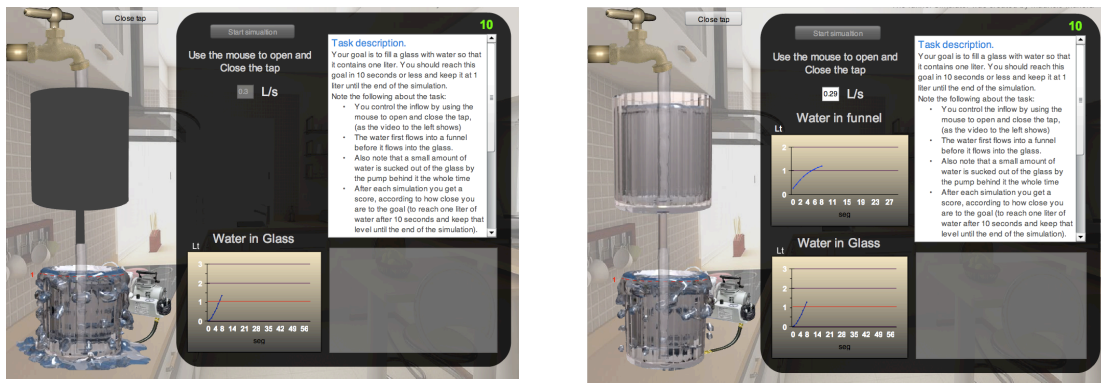 Close tap
10
Start simualtion
Use the mouse to open and
Close the tap
0.3 L/s
Task description.
Your goal is to fill a glass with water so that
it contains one liter. You should reach this
goal in 10 seconds or less and keep it at 1
liter until the end of the simulation.
Note the following about the task:
• You control the inflow by using the
mouse to open and close the tap,
(as the video to the left shows)
• The water first flows into a funnel
before it flows into the glass.
• Also note that a small amount of
water is sucked out of the glass by
the pump behind it the whole time
• After each simulation you get a
score, according to how close you
are to the goal (to reach one liter of
water after 10 seconds and keep that
level until the end of the simulation).
Water in Glass
Lt
3
2
1
0
0 4 8 14 21 28 35 42 49 56
seg
1
Close tap
10
Start simualtion
Use the mouse to open and
Close the tap
0.29 L/s
Water in funnel
Lt
2
1
0
0 2 4 6 8 11 15 19 23 27
seg
Task description.
Your goal is to fill a glass with water so that
it contains one liter. You should reach this
goal in 10 seconds or less and keep it at 1
liter until the end of the simulation.
Note the following about the task:
• You control the inflow by using the
mouse to open and close the tap,
(as the video to the left shows)
• The water first flows into a funnel
before it flows into the glass.
• Also note that a small amount of
water is sucked out of the glass by
the pump behind it the whole time
• After each simulation you get a
score, according to how close you
are to the goal (to reach one liter of
water after 10 seconds and keep that
level until the end of the simulation).
Water in Glass
Lt
3
2
1
0
0 4 8 14 21 28 35 42 49 56
seg
1